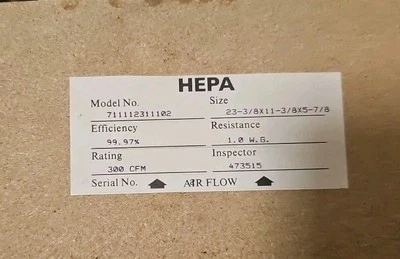 HEPA
Model No. Size
711112311102 23-3/8X11-3/8X5-7/8
Efficiency Resistance
99.97% 1.0 W.G.
Rating Inspector
300 CFM 473515
Serial No. AIR FLOW